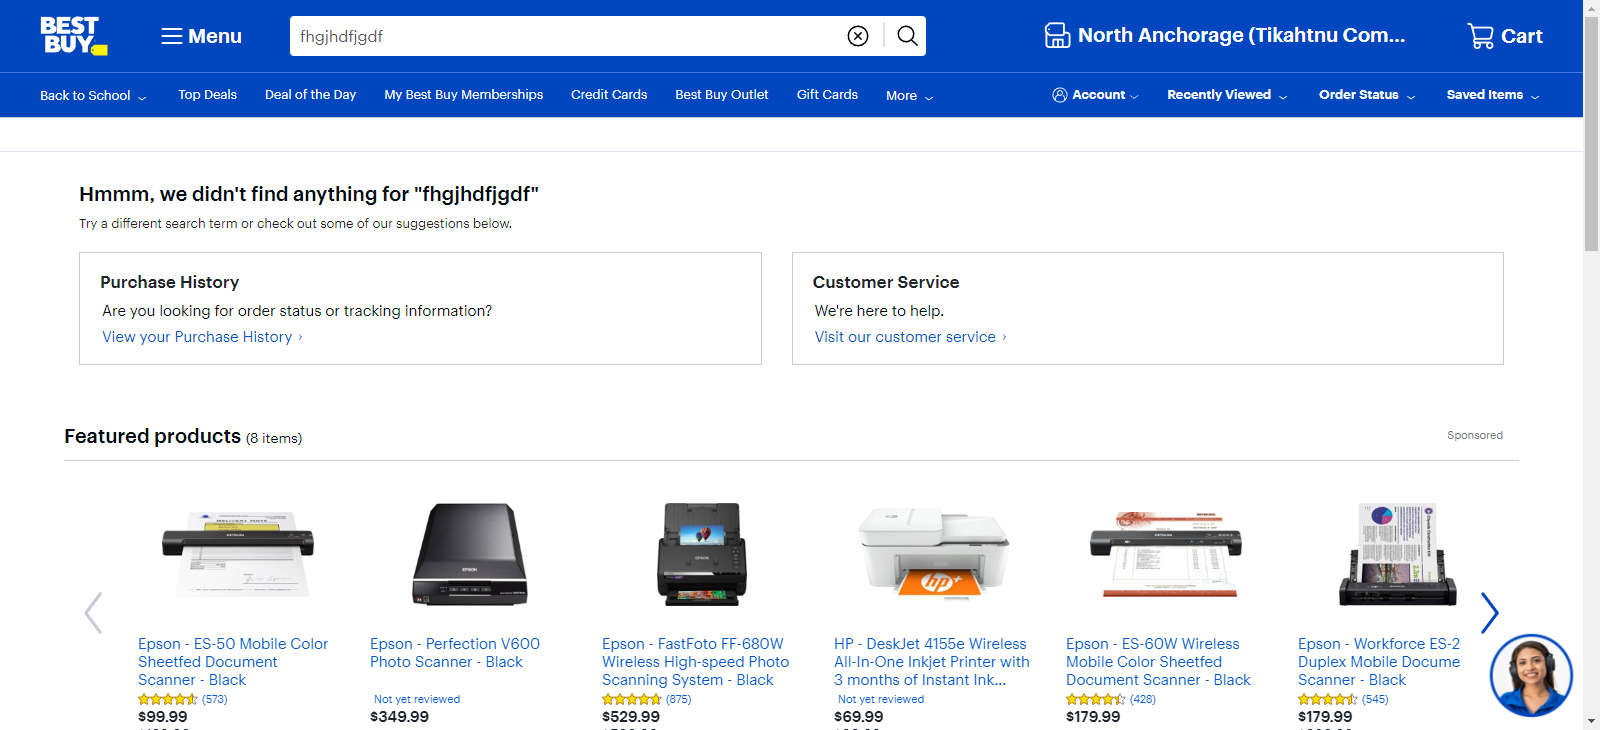 BEST BUY
Menu
fhgjhdfjgdf
North Anchorage (Tikahtnu Com...
Cart
Back to School
Top Deals
Deal of the Day
My Best Buy Memberships
Credit Cards
Best Buy Outlet
Gift Cards
More
Account
Recently Viewed
Order Status
Saved Items
Hmmm, we didn't find anything for "fhgjhdfjgdf"
Try a different search term or check out some of our suggestions below.
Purchase History
Are you looking for order status or tracking information?
View your Purchase History
Customer Service
We're here to help.
Visit our customer service
Featured products (8 items)
Sponsored
Epson - ES-50 Mobile Color
Sheetfed Document
Scanner - Black
(573)
$99.99
Epson - Perfection V600
Photo Scanner - Black
Not yet reviewed
$349.99
Epson - FastFoto FF-680W
Wireless High-speed Photo
Scanning System - Black
(875)
$529.99
HP - DeskJet 4155e Wireless
All-In-One Inkjet Printer with
3 months of Instant Ink...
Not yet reviewed
$69.99
Epson - ES-60W Wireless
Mobile Color Sheetfed
Document Scanner - Black
(428)
$179.99
Epson - Workforce ES-2
Duplex Mobile Docume
Scanner - Black
(545)
$179.99